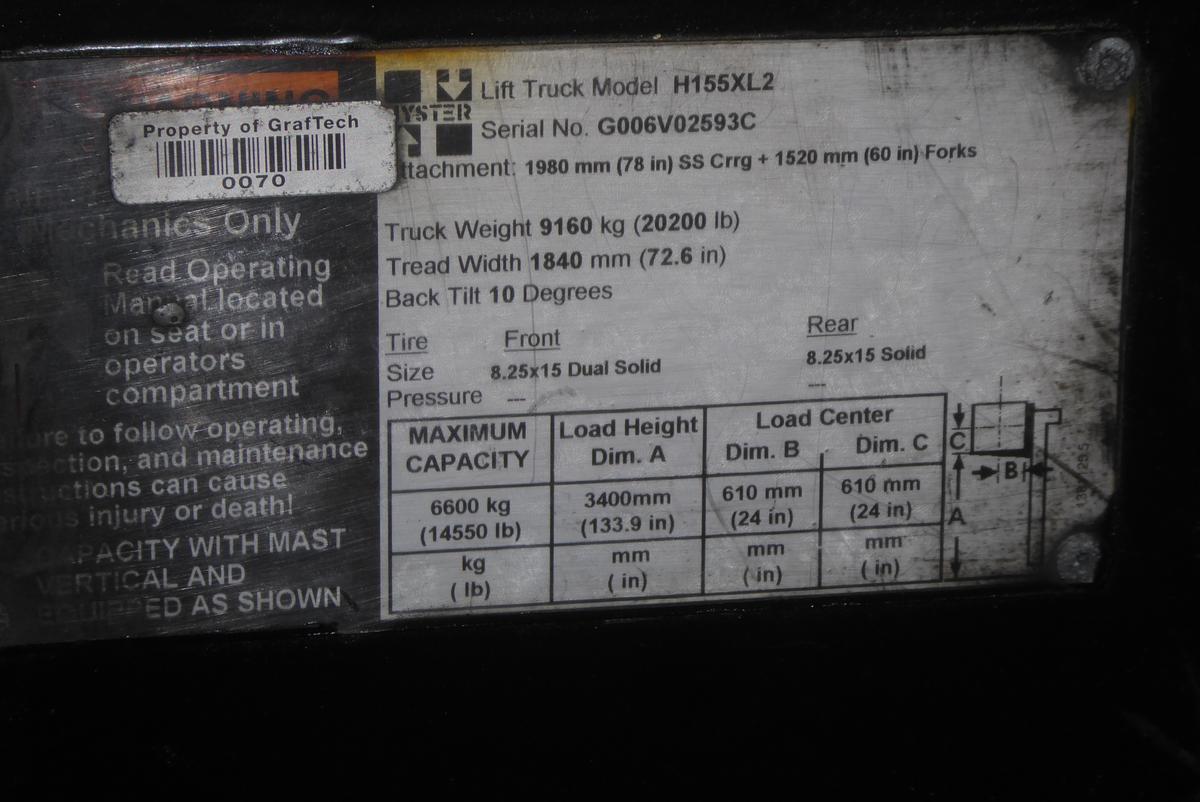 Property of GrafTech
0070
Mechanics Only
Read Operating
Manual located
on seat or in
operators
compartment
to follow operating,
and maintenance
can cause
injury or death!
CAPACITY WITH MAST
VERTICAL AND
EQUIPPED AS SHOWN
HYSTER
Lift Truck Model H155XL2
Serial No. G006V02593C
Attachment: 1980 mm (78 in) SS Crrg + 1520 mm (60 in) Forks
Truck Weight 9160 kg (20200 lb)
Tread Width 1840 mm (72.6 in)
Back Tilt 10 Degrees
Tire Front Rear
Size 8.25x15 Dual Solid 8.25x15 Solid
Pressure --- ---
MAXIMUM CAPACITY Load Height Dim. A Load Center Dim. B Dim. C
6600 kg 3400mm 610 mm 610 mm
(14550 lb) (133.9 in) (24 in) (24 in)
kg mm mm mm
( lb) ( in) ( in) ( in)
C
B
A